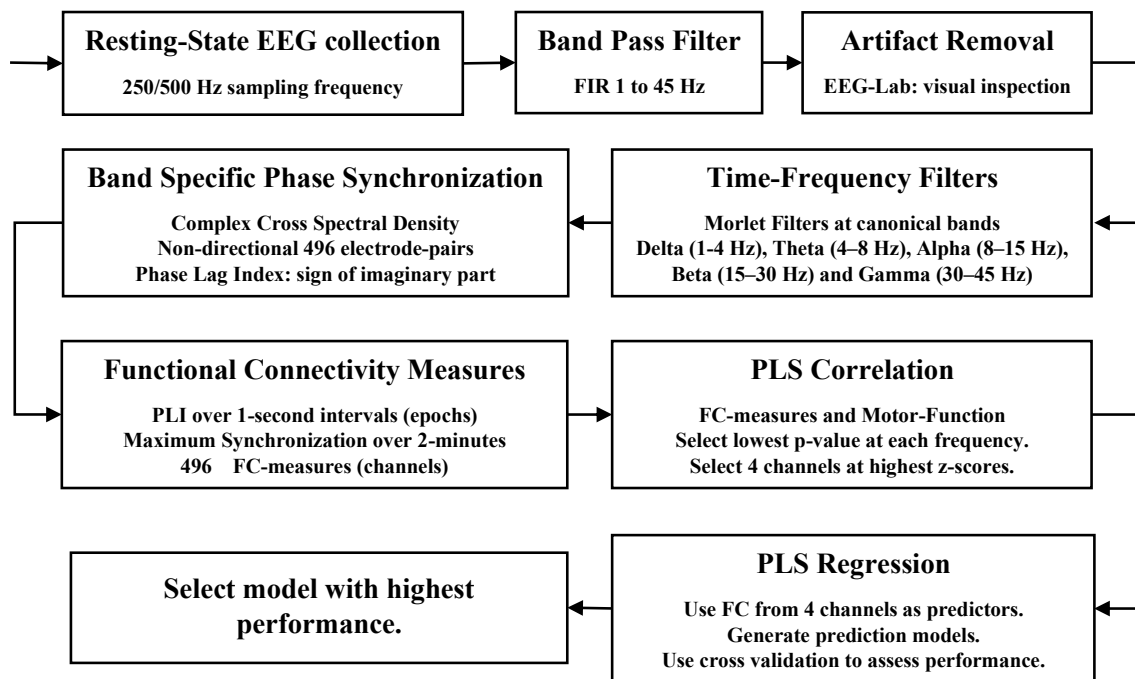 Resting-State EEG collection
250/500 Hz sampling frequency
Band Pass Filter
FIR 1 to 45 Hz
Artifact Removal
EEG-Lab: visual inspection
Time-Frequency Filters
Morlet Filters at canonical bands
Delta (1-4 Hz), Theta (4–8 Hz), Alpha (8–15 Hz),
Beta (15–30 Hz) and Gamma (30–45 Hz)
Band Specific Phase Synchronization
Complex Cross Spectral Density
Non-directional 496 electrode-pairs
Phase Lag Index: sign of imaginary part
Functional Connectivity Measures
PLI over 1-second intervals (epochs)
Maximum Synchronization over 2-minutes
496 FC-measures (channels)
PLS Correlation
FC-measures and Motor-Function
Select lowest p-value at each frequency.
Select 4 channels at highest z-scores.
PLS Regression
Use FC from 4 channels as predictors.
Generate prediction models.
Use cross validation to assess performance.
Select model with highest
performance.